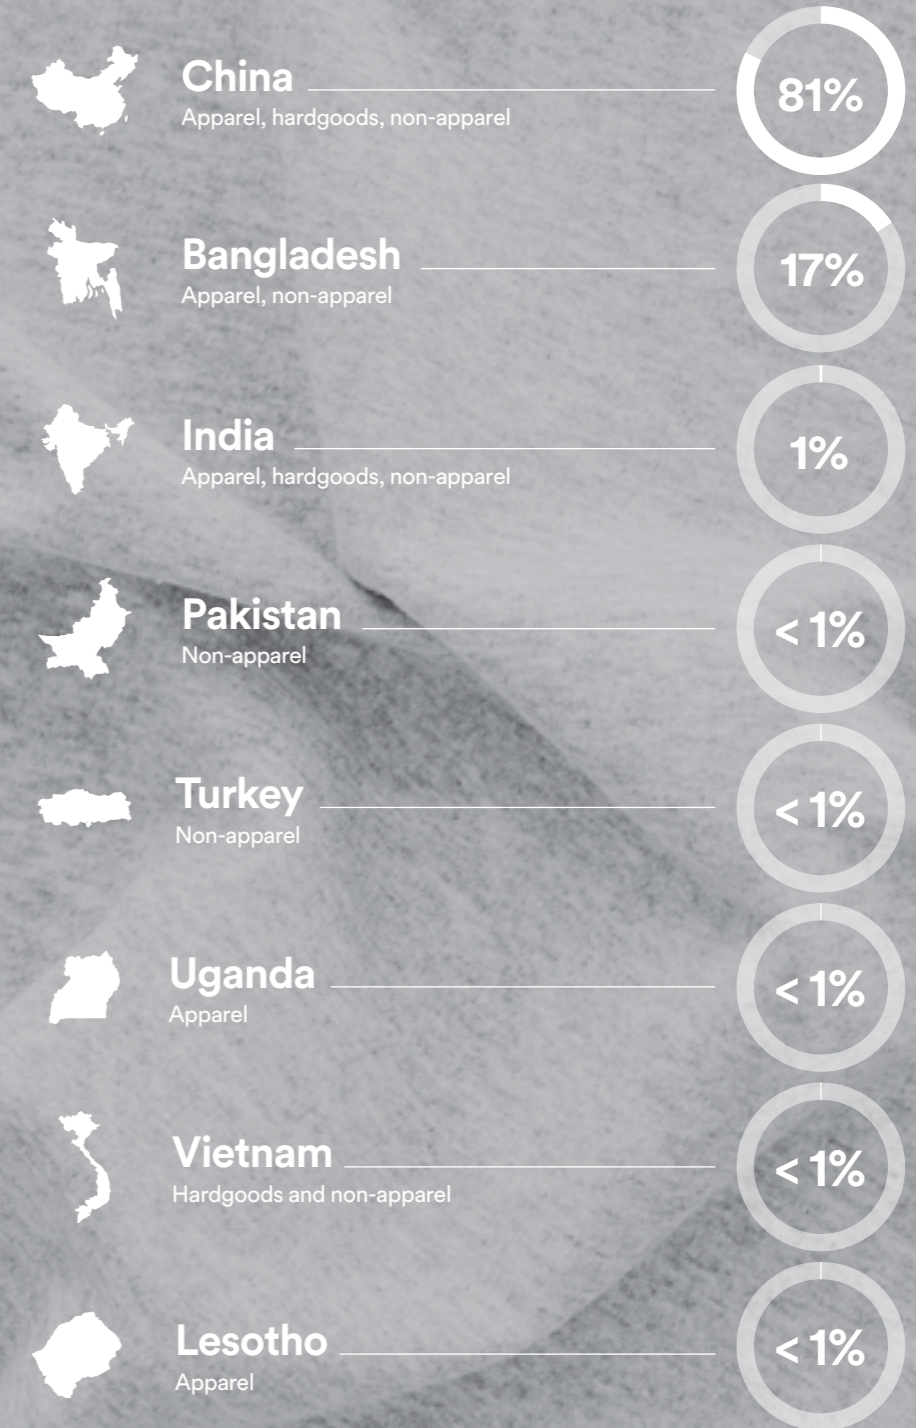 China
Apparel, hardgoods, non-apparel
81%
Bangladesh
Apparel, non-apparel
17%
India
Apparel, hardgoods, non-apparel
1%
Pakistan
Non-apparel
< 1%
Turkey
Non-apparel
< 1%
Uganda
Apparel
< 1%
Vietnam
Hardgoods and non-apparel
< 1%
Lesotho
Apparel
< 1%